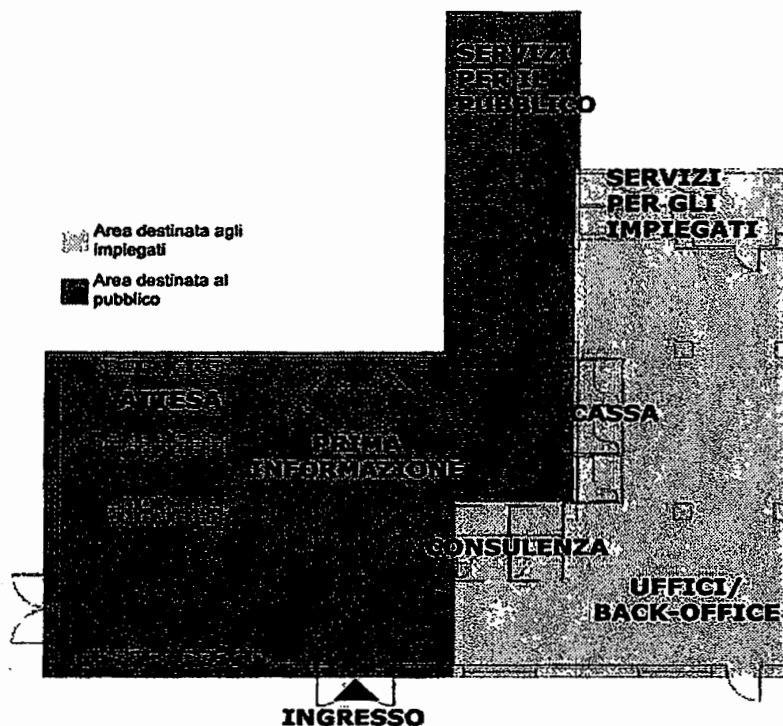 SERVIZI
PER IL
PUBBLICO
SERVIZI
PER GLI
IMPIEGATI
Area destinata agli
impiegati
Area destinata al
pubblico
ATTESA
CASSA
PRIMA
INFORMAZIONE
CONSULENZA
UFFICI/
BACK-OFFICE
INGRESSO